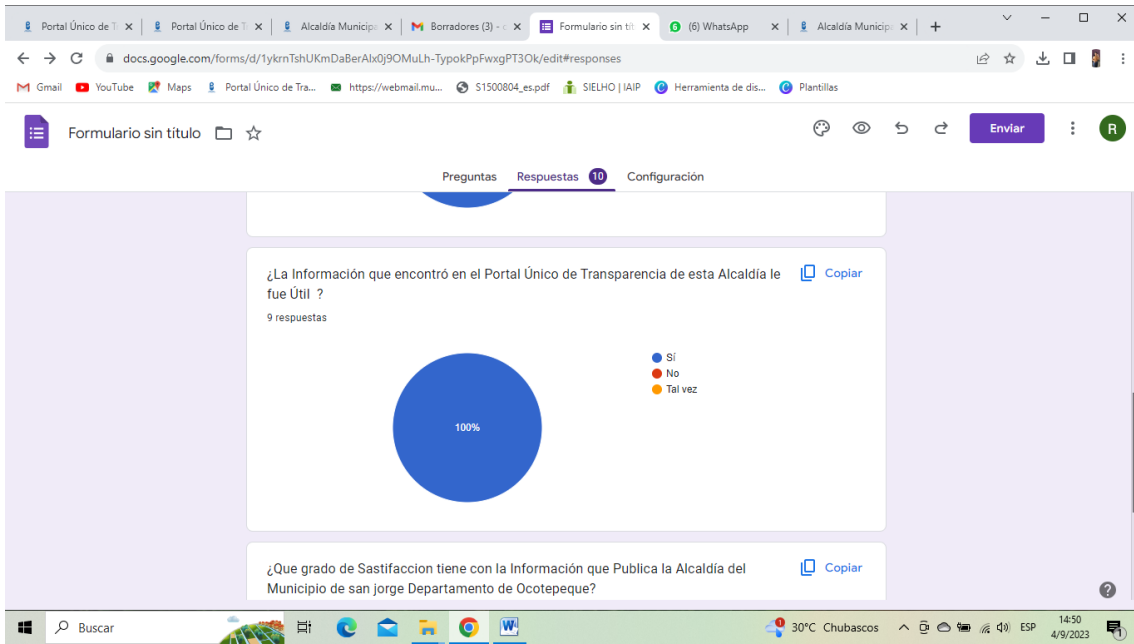 Portal Único de T
Portal Único de T
Alcaldía Municip
Borradores (3) - c
Formulario sin tít
(6) WhatsApp
Alcaldía Municip
docs.google.com/forms/d/1ykrnTshUKmDaBerAlx0j9OMuLh-TypokPpFwxgPT3Ok/edit#responses
Gmail
YouTube
Maps
Portal Único de Tra...
https://webmail.mu...
S1500804_es.pdf
SIELHO | IAIP
Herramienta de dis...
Plantillas
Formulario sin título
Enviar
R
Preguntas
Respuestas 10
Configuración
¿La Información que encontró en el Portal Único de Transparencia de esta Alcaldía le
fue Útil ?
Copiar
9 respuestas
Sí
No
Tal vez
100%
¿Que grado de Sastifaccion tiene con la Información que Publica la Alcaldía del
Municipio de san jorge Departamento de Ocotepeque?
Copiar
Buscar
30°C Chubascos
ESP
14:50
4/9/2023